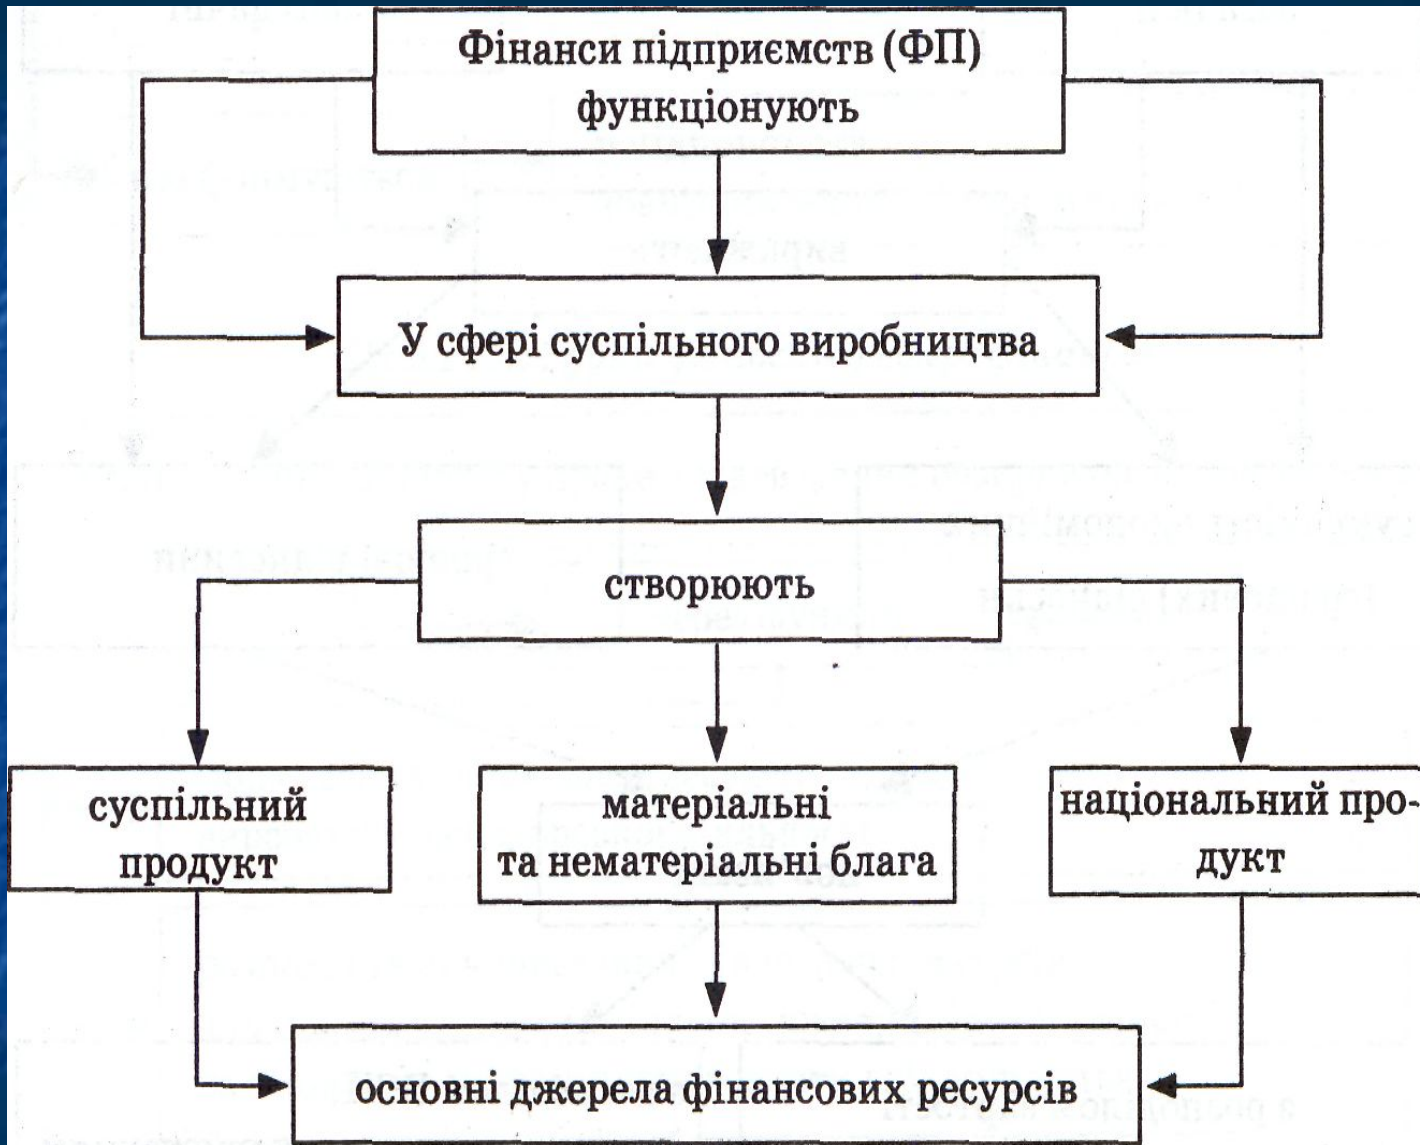 Фінанси підприємств (ФП)
функціонують
У сфері суспільного виробництва
створюють
суспільний
продукт
матеріальні
та нематеріальні блага
національний про-
дукт
основні джерела фінансових ресурсів